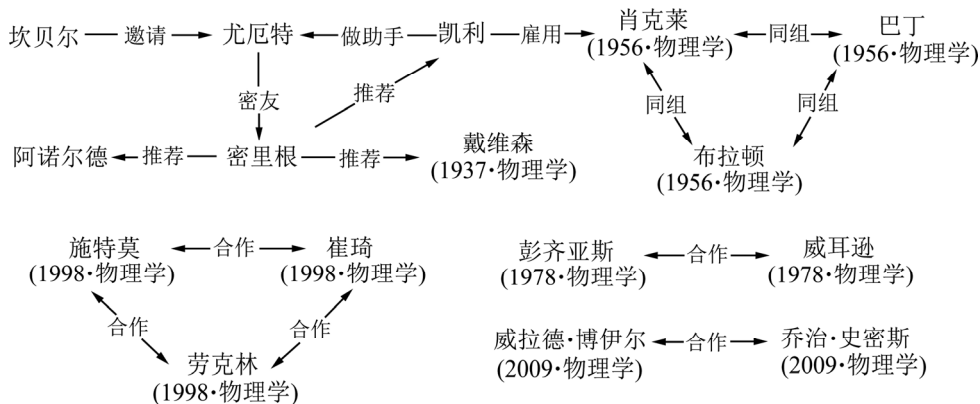 坎贝尔 邀请 尤厄特 做助手 凯利 雇用 肖克莱 同组 巴丁
(1956·物理学) (1956·物理学)
推荐
密友 同组 同组
阿诺尔德 推荐 密里根 推荐 戴维森 布拉顿
(1937·物理学) (1956·物理学)
施特莫 合作 崔琦 彭齐亚斯 合作 威耳逊
(1998·物理学) (1998·物理学) (1978·物理学) (1978·物理学)
合作 合作
威拉德·博伊尔 合作 乔治·史密斯
(2009·物理学) (2009·物理学)
劳克林
(1998·物理学)